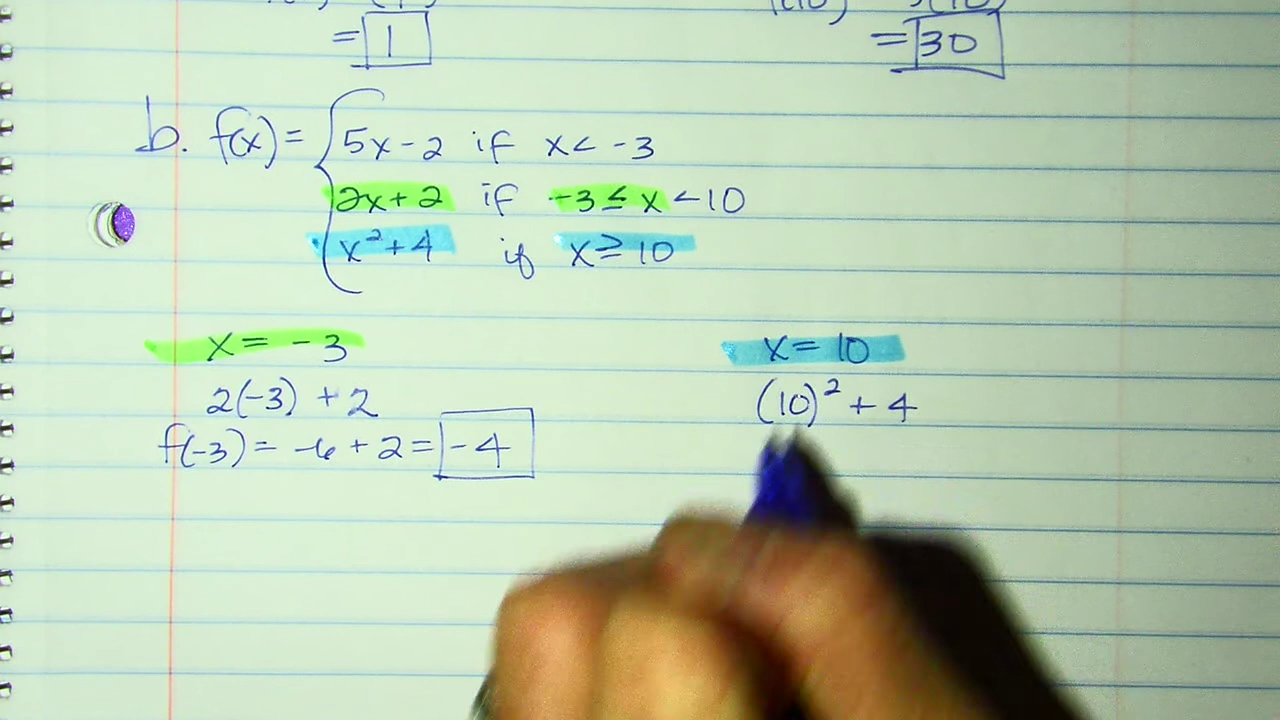 = 1
= 30
b. f(x) = { 5x - 2 if x < -3
2x + 2 if -3 ≤ x < 10
x² + 4 if x ≥ 10
x = -3
2(-3) + 2
f(-3) = -6 + 2 = -4
x = 10
(10)² + 4